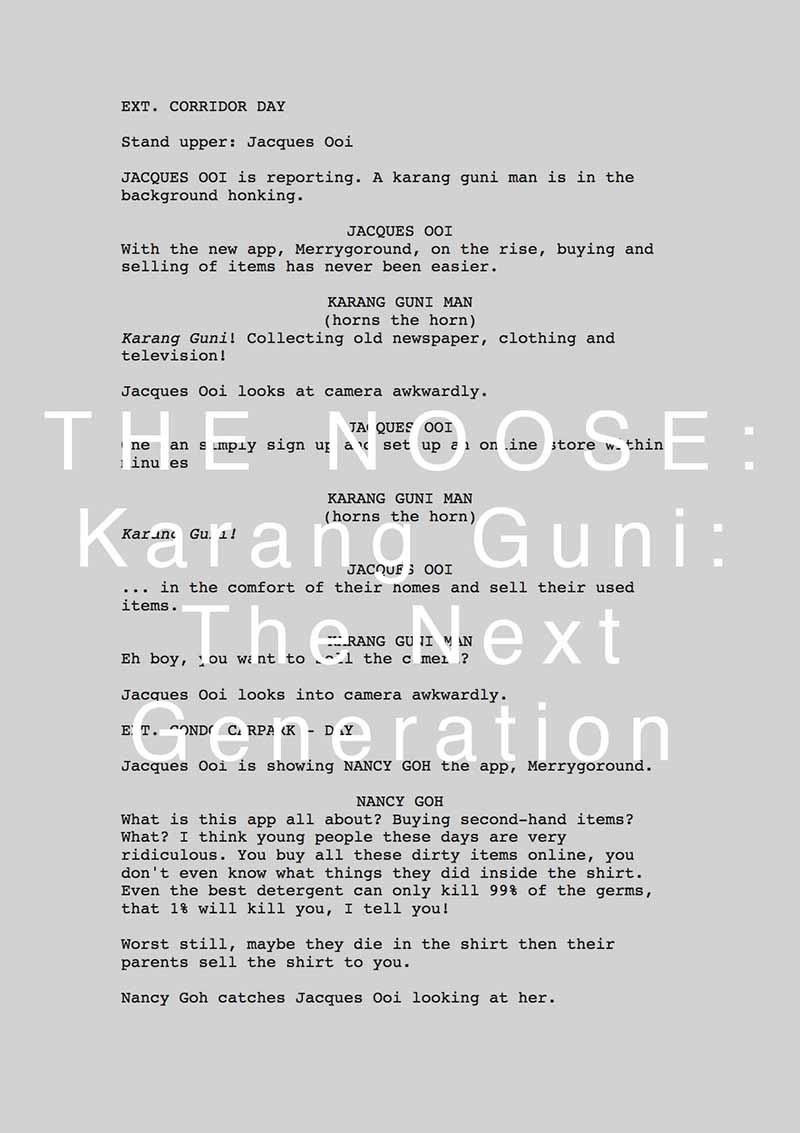 EXT. CORRIDOR DAY
Stand upper: Jacques Ooi
JACQUES OOI is reporting. A karang guni man is in the
background honking.
JACQUES OOI
With the new app, Merrygoround, on the rise, buying and
selling of items has never been easier.
KARANG GUNI MAN
(horns the horn)
Karang Guni! Collecting old newspaper, clothing and
television!
Jacques Ooi looks at camera awkwardly.
JACQUES OOI
One can simply sign up and set up an online store within
minutes
KARANG GUNI MAN
(horns the horn)
Karang Guni!
JACQUES OOI
... in the comfort of their homes and sell their used
items.
KARANG GUNI MAN
Eh boy, you want to sell the camera?
Jacques Ooi looks into camera awkwardly.
EXT. CONDO CARPARK - DAY
Jacques Ooi is showing NANCY GOH the app, Merrygoround.
NANCY GOH
What is this app all about? Buying second-hand items?
What? I think young people these days are very
ridiculous. You buy all these dirty items online, you
don't even know what things they did inside the shirt.
Even the best detergent can only kill 99% of the germs,
that 1% will kill you, I tell you!
Worst still, maybe they die in the shirt then their
parents sell the shirt to you.
Nancy Goh catches Jacques Ooi looking at her.
THE NOOSE:
Karang Guni:
The Next
Generation